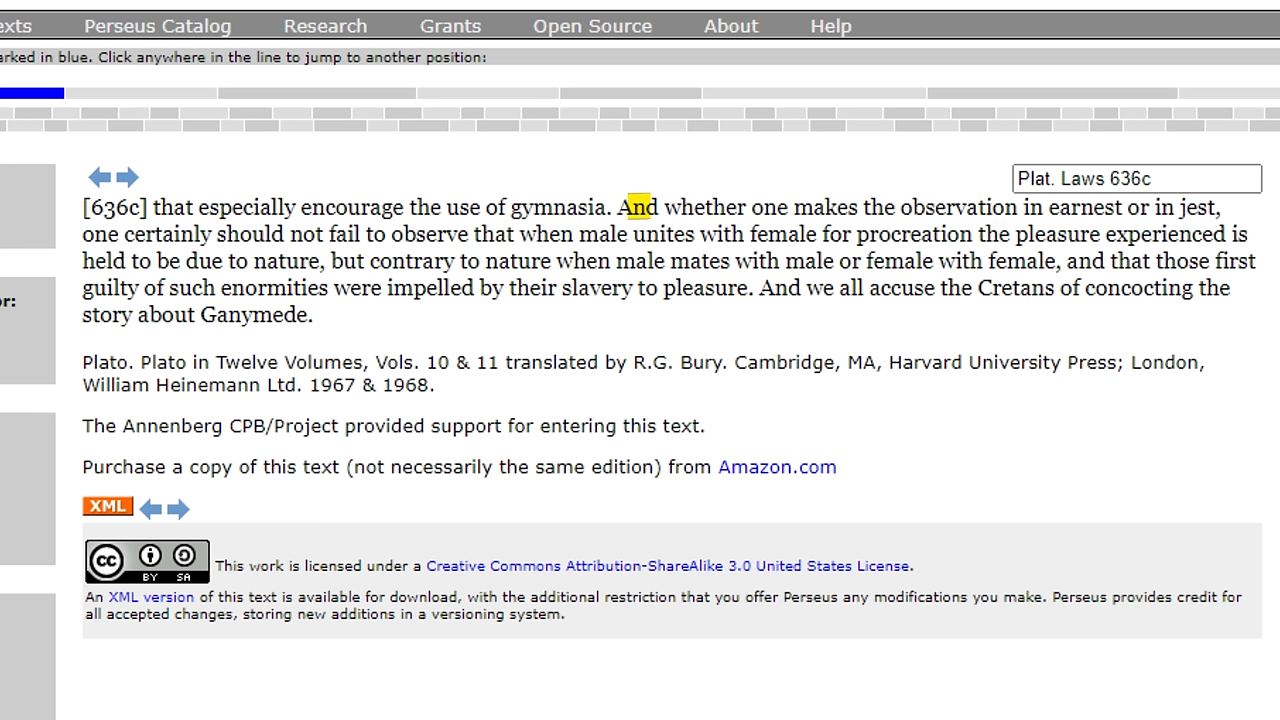 exts Perseus Catalog Research Grants Open Source About Help
arked in blue. Click anywhere in the line to jump to another position:
Plat. Laws 636c
[636c] that especially encourage the use of gymnasia. And whether one makes the observation in earnest or in jest,
one certainly should not fail to observe that when male unites with female for procreation the pleasure experienced is
held to be due to nature, but contrary to nature when male mates with male or female with female, and that those first
guilty of such enormities were impelled by their slavery to pleasure. And we all accuse the Cretans of concocting the
story about Ganymede.
or:
Plato. Plato in Twelve Volumes, Vols. 10 & 11 translated by R.G. Bury. Cambridge, MA, Harvard University Press; London,
William Heinemann Ltd. 1967 & 1968.
The Annenberg CPB/Project provided support for entering this text.
Purchase a copy of this text (not necessarily the same edition) from Amazon.com
XML
cc BY SA
This work is licensed under a Creative Commons Attribution-ShareAlike 3.0 United States License.
An XML version of this text is available for download, with the additional restriction that you offer Perseus any modifications you make. Perseus provides credit for
all accepted changes, storing new additions in a versioning system.